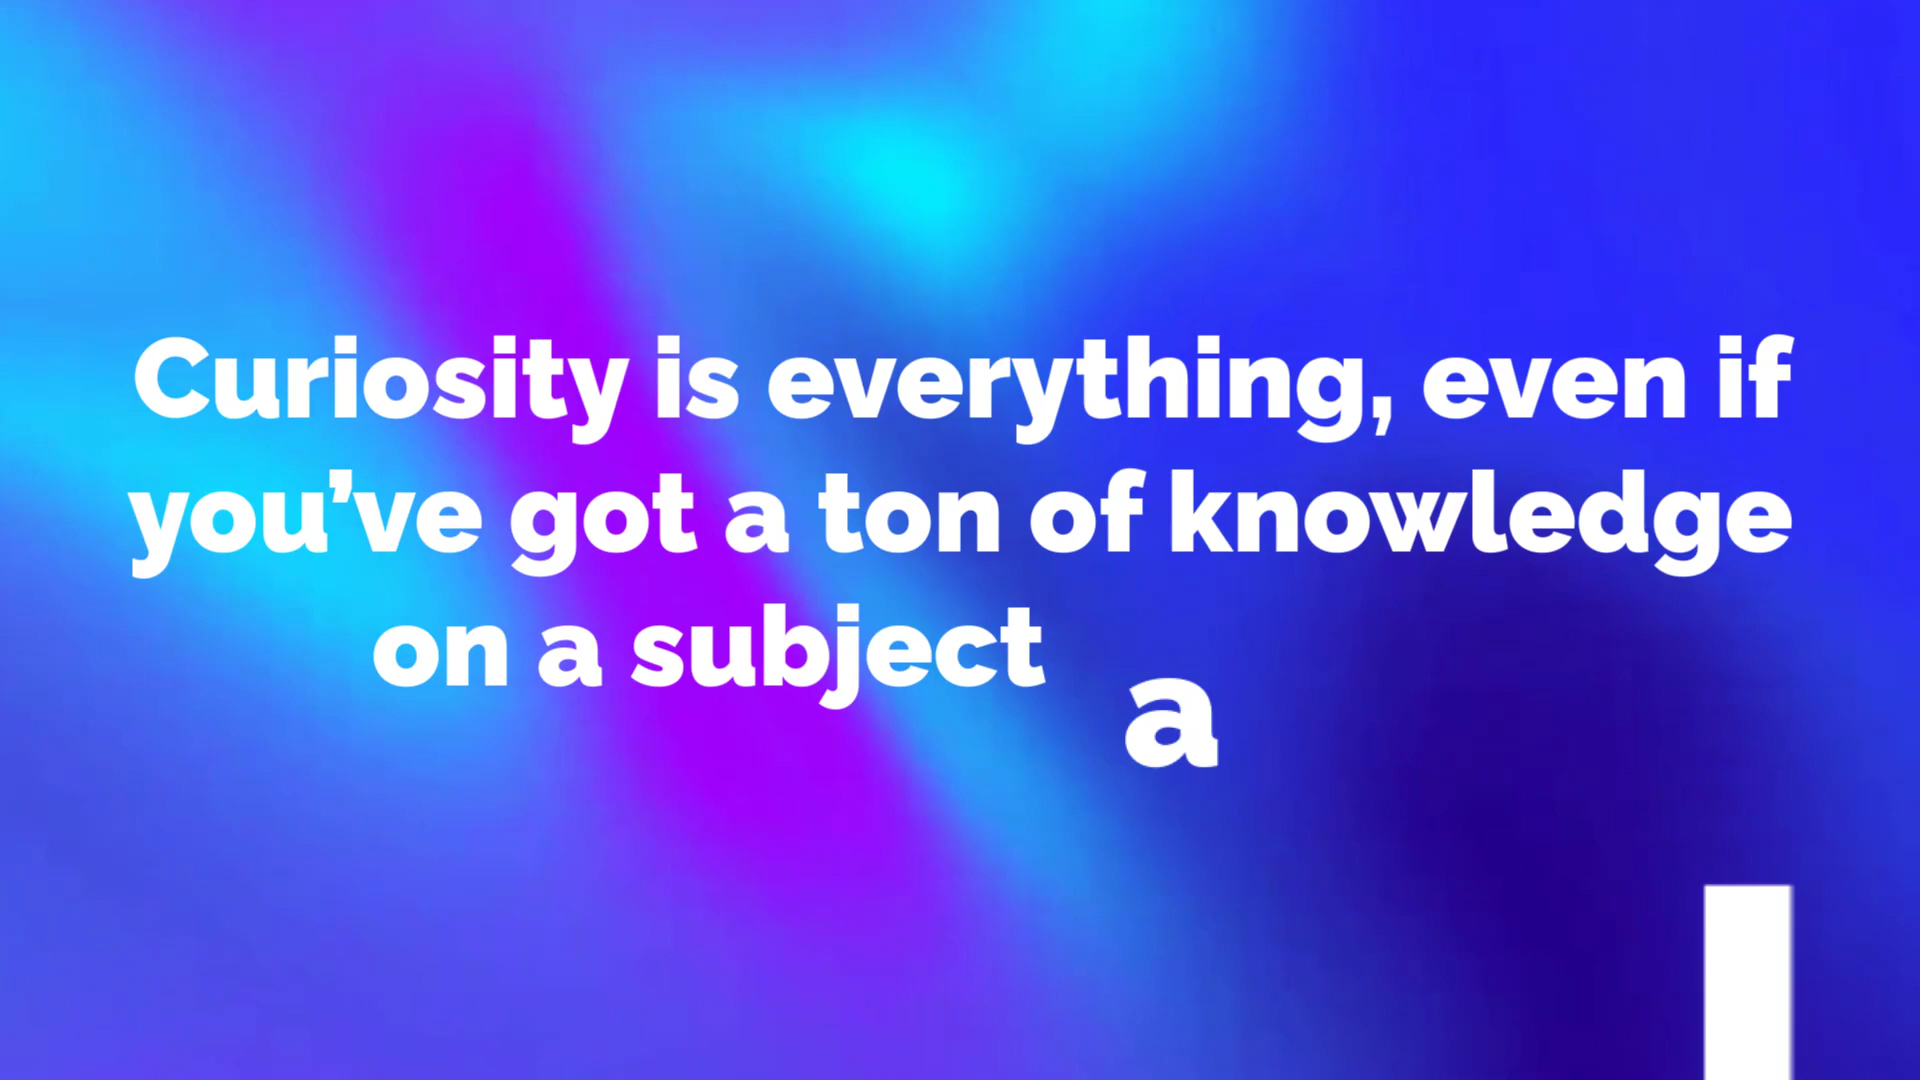 Curiosity is everything, even if
you’ve got a ton of knowledge
on a subject a